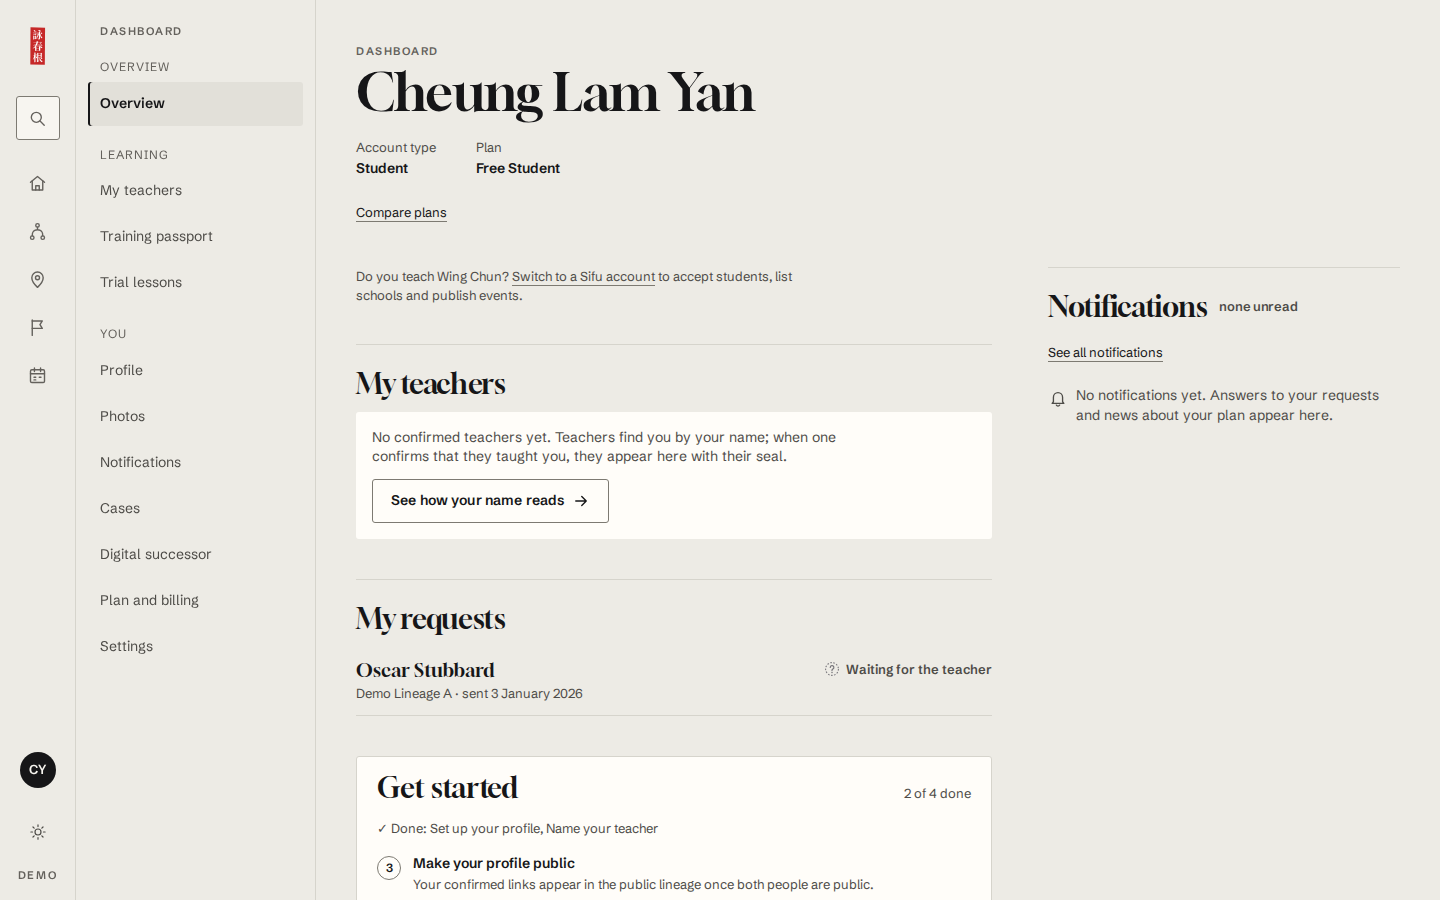 詠春根
DASHBOARD
OVERVIEW
Overview
LEARNING
My teachers
Training passport
Trial lessons
YOU
Profile
Photos
Notifications
Cases
Digital successor
Plan and billing
Settings
CY
DEMO
DASHBOARD
Cheung Lam Yan
Account type
Student
Plan
Free Student
Compare plans
Do you teach Wing Chun? Switch to a Sifu account to accept students, list
schools and publish events.
My teachers
No confirmed teachers yet. Teachers find you by your name; when one
confirms that they taught you, they appear here with their seal.
See how your name reads →
My requests
Oscar Stubbard
Waiting for the teacher
Demo Lineage A · sent 3 January 2026
Get started
2 of 4 done
✓ Done: Set up your profile, Name your teacher
3
Make your profile public
Your confirmed links appear in the public lineage once both people are public.
Notifications none unread
See all notifications
No notifications yet. Answers to your requests
and news about your plan appear here.